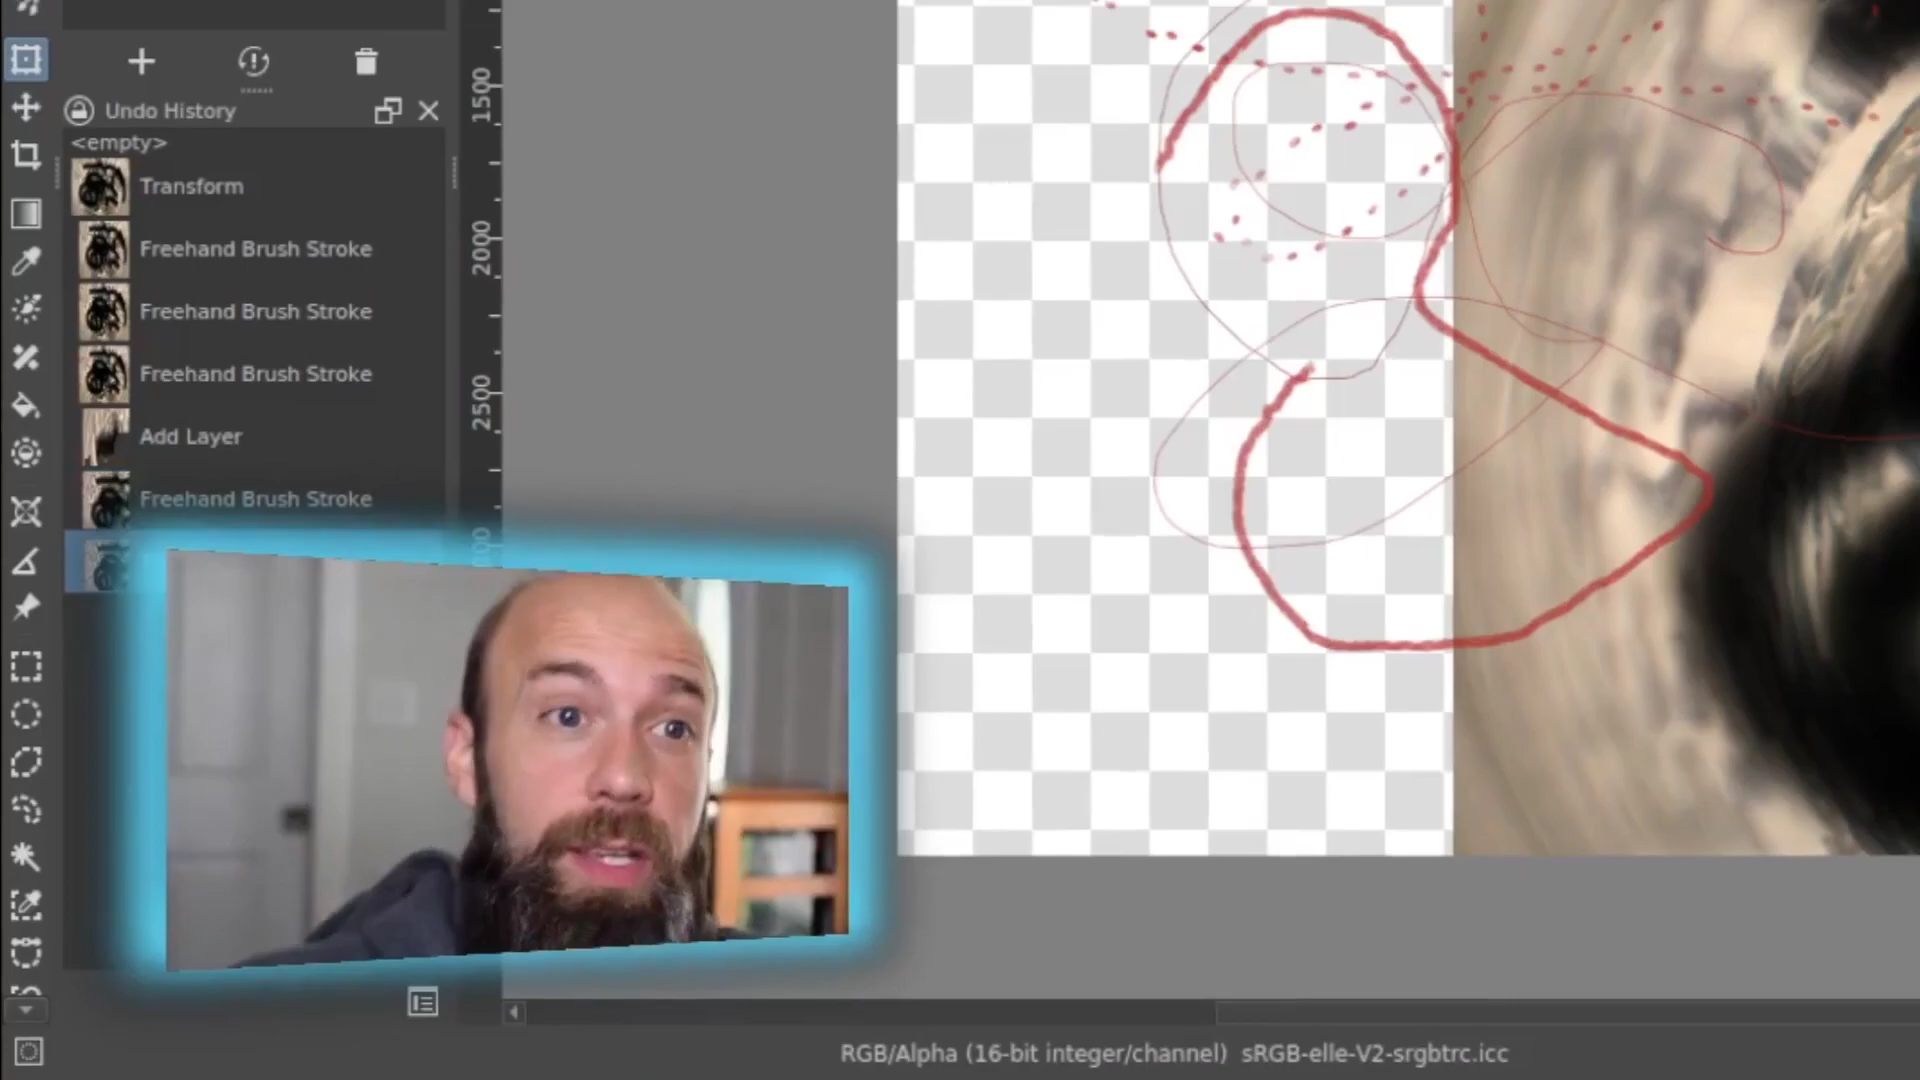 Undo History
<empty>
Transform
Freehand Brush Stroke
Freehand Brush Stroke
Freehand Brush Stroke
Add Layer
Freehand Brush Stroke
1500
2000
2500
RGB/Alpha (16-bit integer/channel) sRGB-elle-V2-srgbtrc.icc